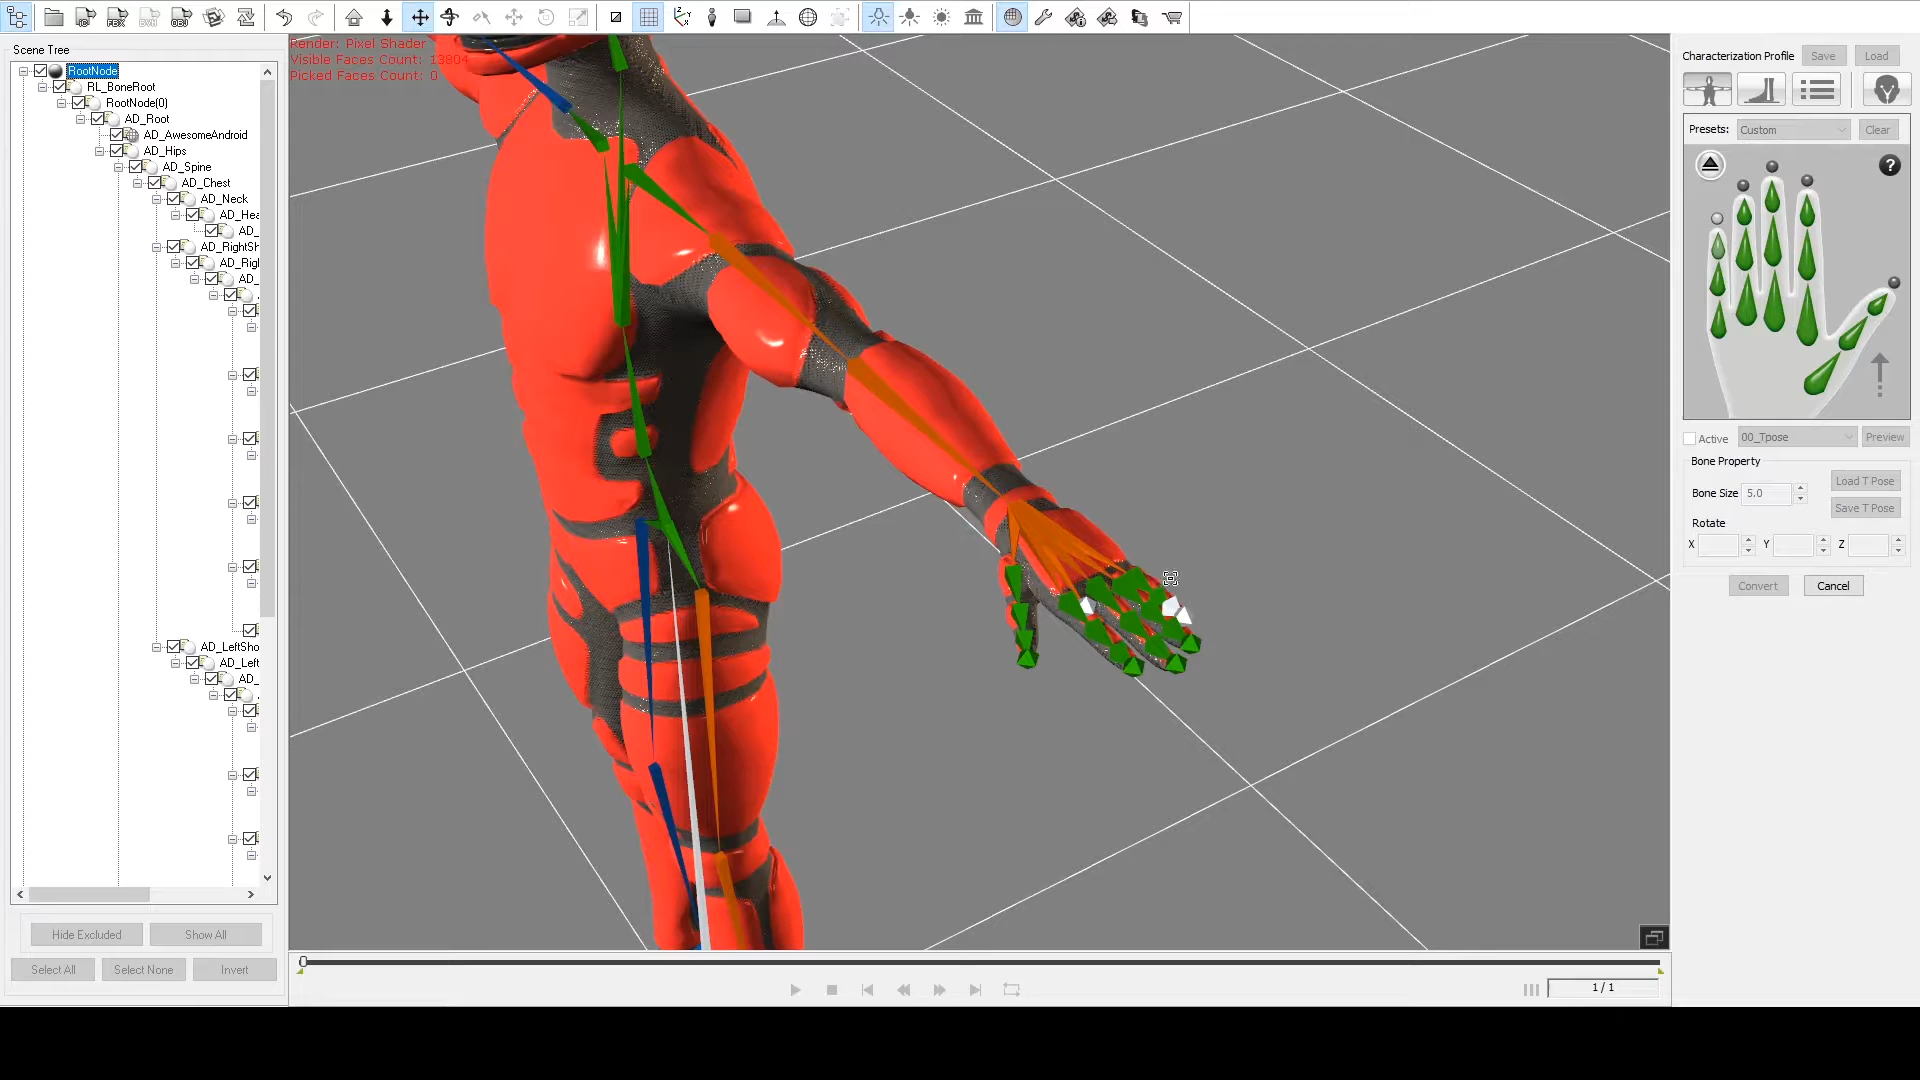 Scene Tree
RootNode
RL_BoneRoot
RootNode(0)
AD_Root
AD_AwesomeAndroid
AD_Hips
AD_Spine
AD_Chest
AD_Neck
AD_Hea
AD_
AD_RightSh
AD_Rig
AD_
AD_LeftSho
AD_Left
AD_
Hide Excluded
Show All
Select All
Select None
Invert
Render: Pixel Shader
Visible Faces Count: 13804
Picked Faces Count: 0
1 / 1
Characterization Profile
Save
Load
Presets:
Custom
Clear
?
Active
00_Tpose
Preview
Bone Property
Bone Size
5.0
Load T Pose
Save T Pose
Rotate
X
Y
Z
Convert
Cancel